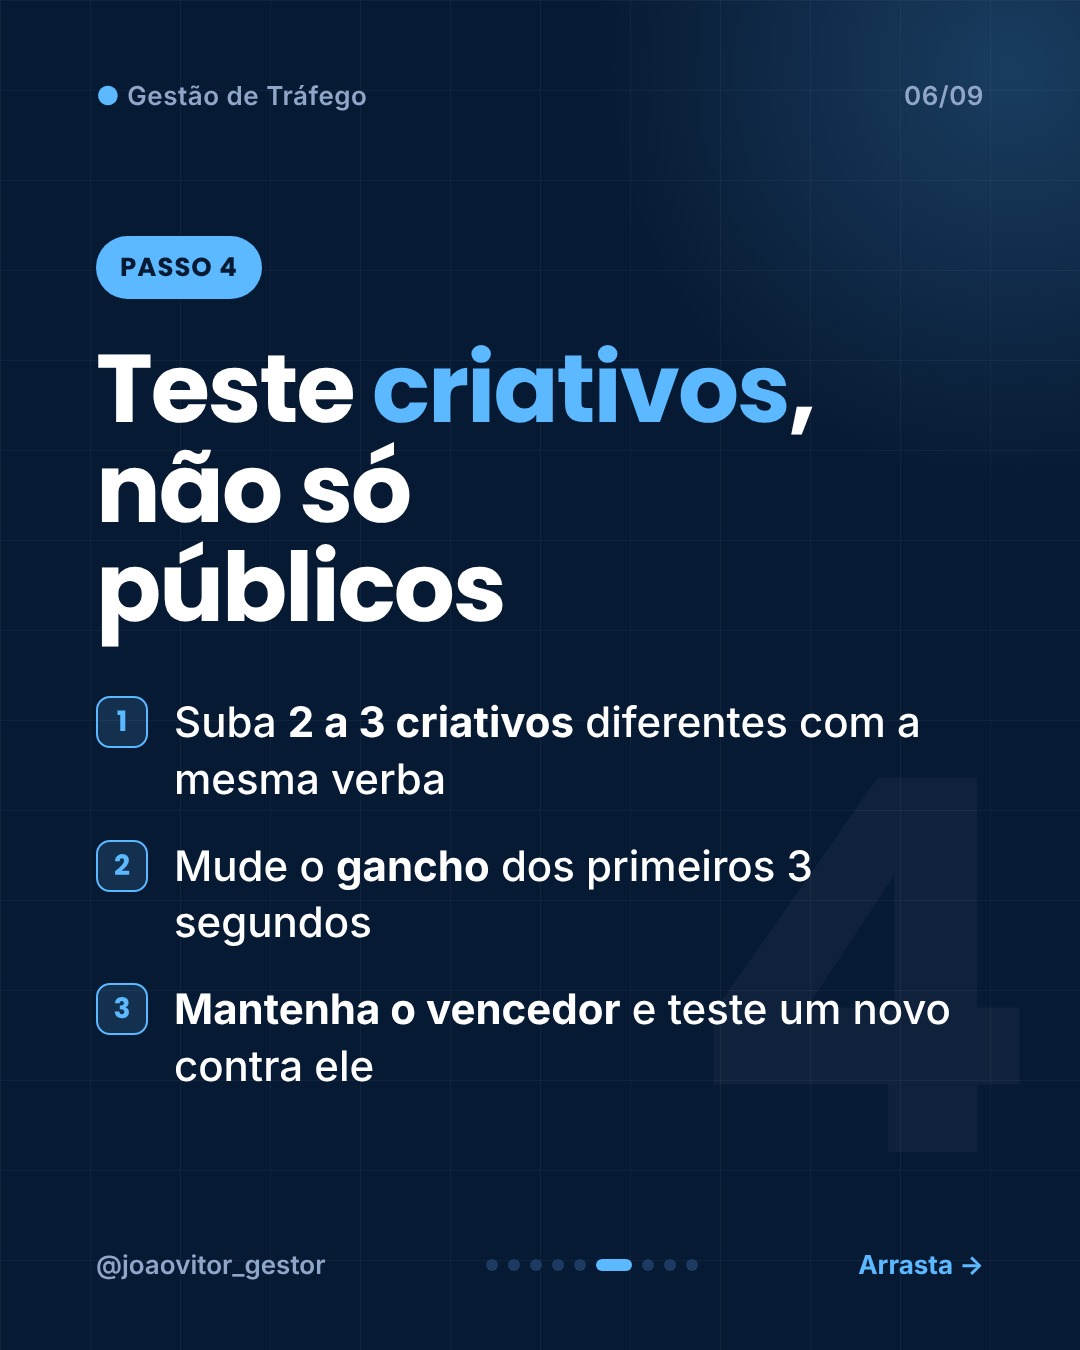 Gestão de Tráfego
06/09
PASSO 4
Teste criativos,
não só
públicos
1 Suba 2 a 3 criativos diferentes com a
mesma verba
2 Mude o gancho dos primeiros 3
segundos
3 Mantenha o vencedor e teste um novo
contra ele
4
@joaovitor_gestor
Arrasta →